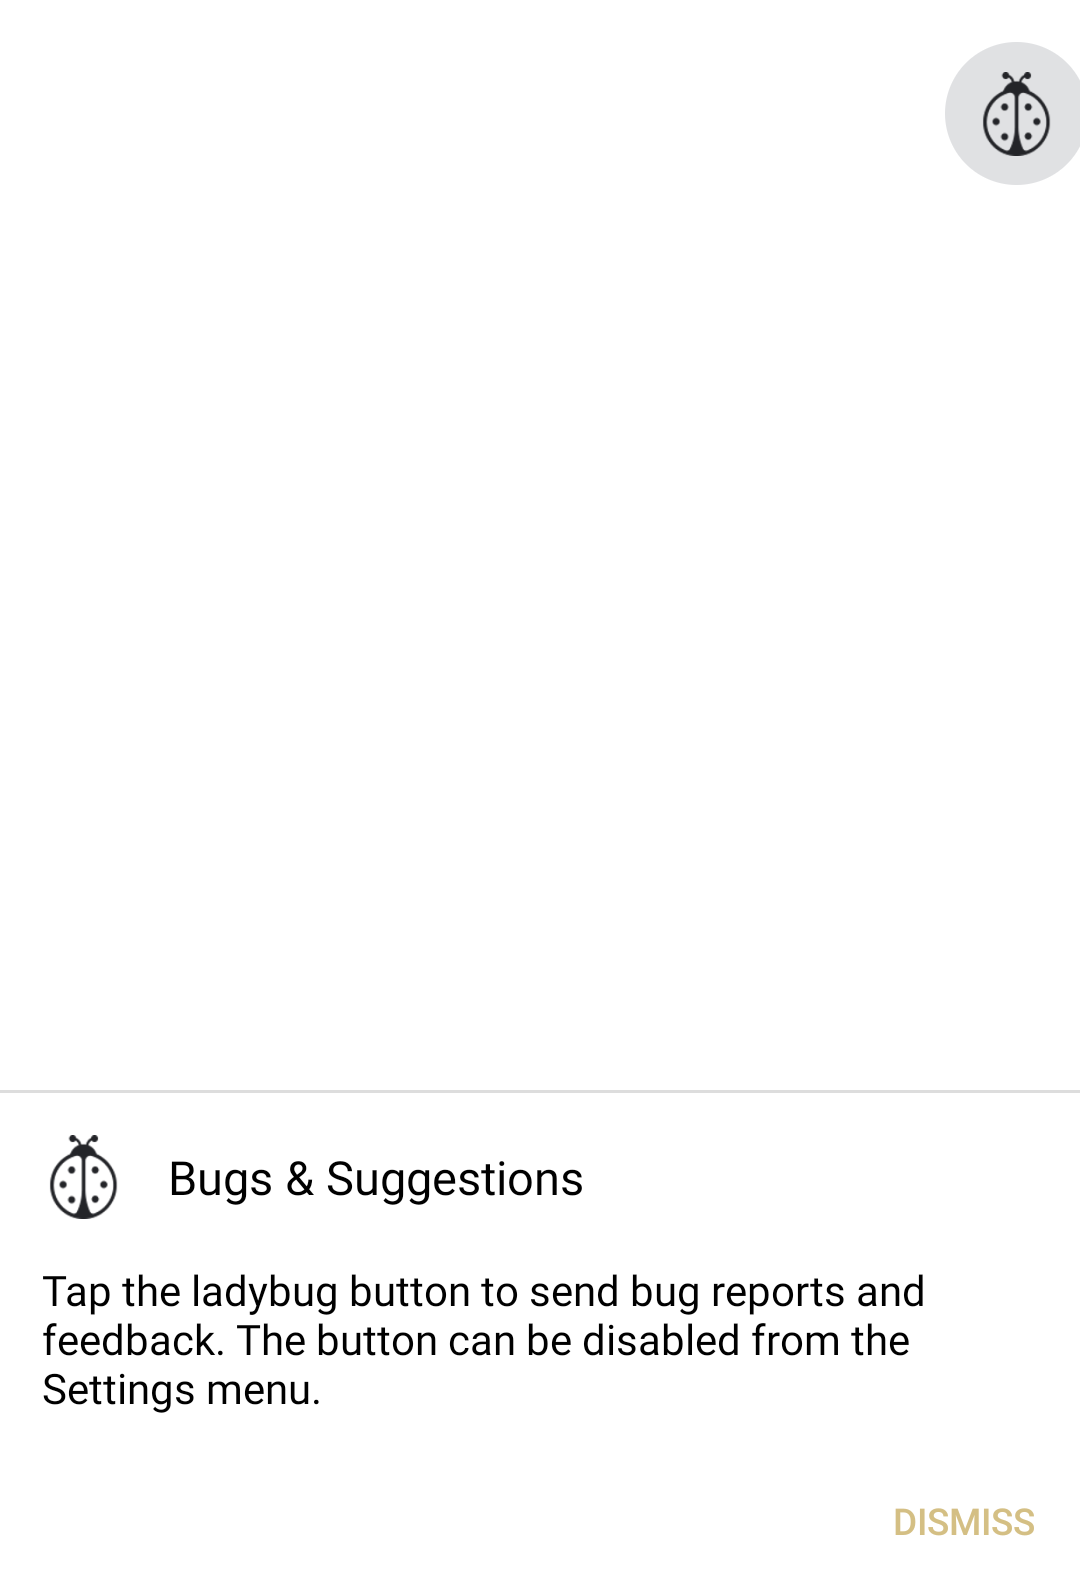 Bugs & Suggestions
Tap the ladybug button to send bug reports and
feedback. The button can be disabled from the
Settings menu.
DISMISS